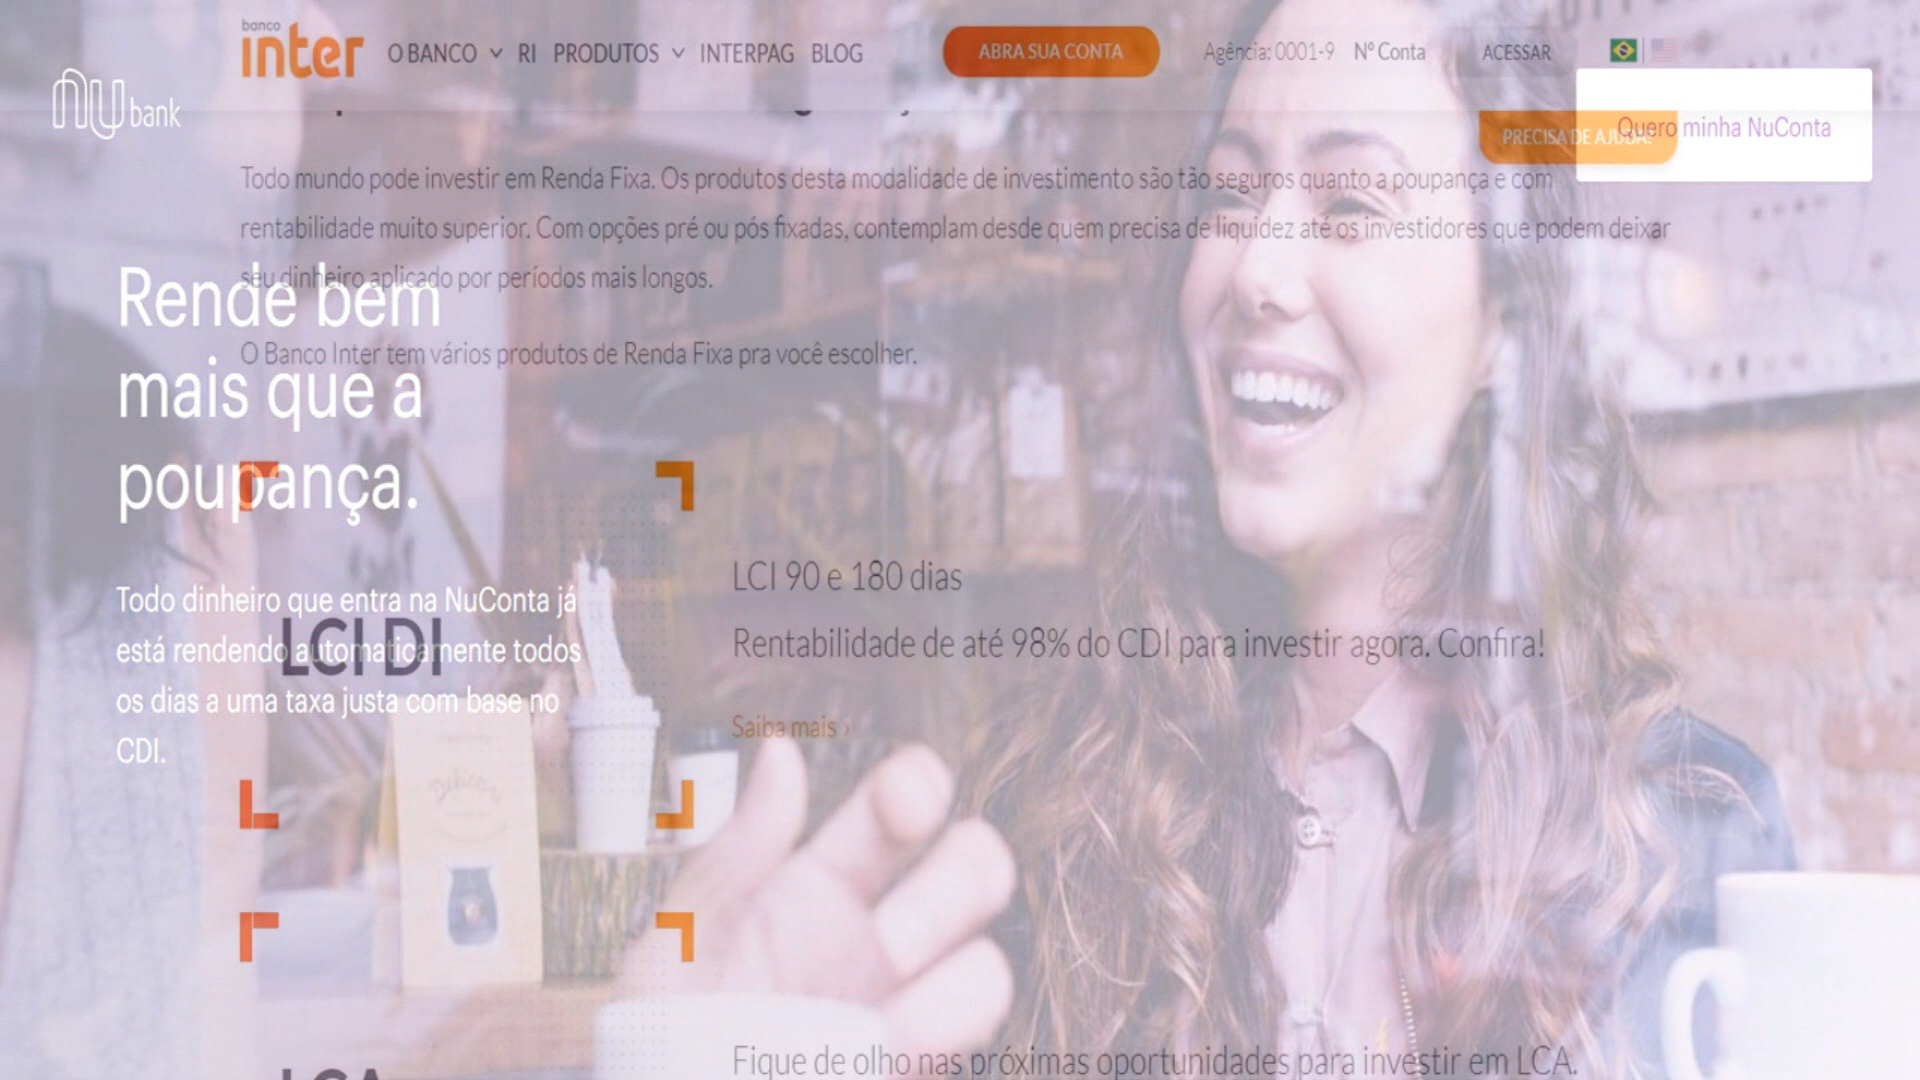 banco
inter
O BANCO
RI
PRODUTOS
INTERPAG
BLOG
ABRA SUA CONTA
Agência: 0001-9
Nº Conta
ACESSAR
nu bank
PRECISA DE AJUDA?
Quero minha NuConta
Todo mundo pode investir em Renda Fixa. Os produtos desta modalidade de investimento são tão seguros quanto a poupança e com
rentabilidade muito superior. Com opções pré ou pós fixadas, contemplam desde quem precisa de liquidez até os investidores que podem deixar
seu dinheiro aplicado por períodos mais longos.
O Banco Inter tem vários produtos de Renda Fixa pra você escolher.
Rende bem
mais que a
poupança.
Todo dinheiro que entra na NuConta já
está rendendo automaticamente todos
os dias a uma taxa justa com base no
CDI.
LCI DI
LCI 90 e 180 dias
Rentabilidade de até 98% do CDI para investir agora. Confira!
Saiba mais ›
Delicari
LCA
Fique de olho nas próximas oportunidades para investir em LCA.